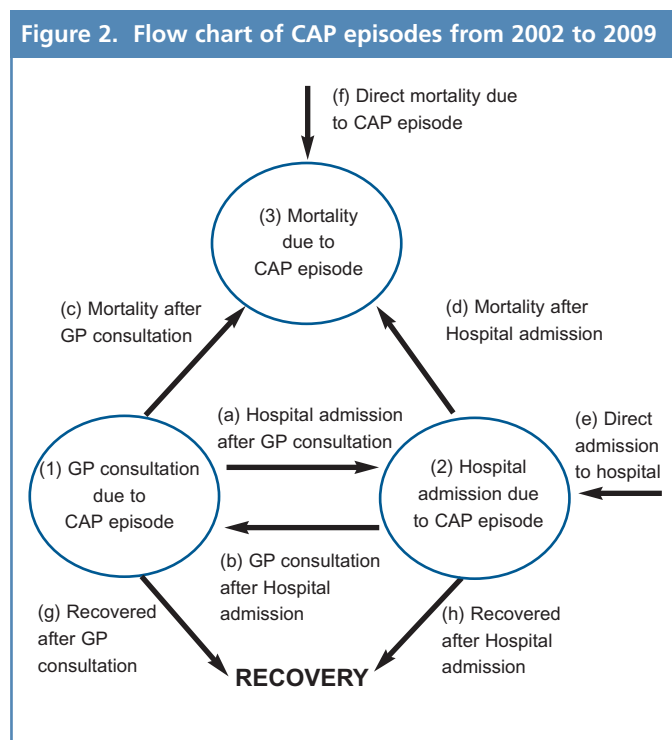 Figure 2. Flow chart of CAP episodes from 2002 to 2009
(f) Direct mortality due
to CAP episode
(3) Mortality
due to
CAP episode
(c) Mortality after
GP consultation
(d) Mortality after
Hospital admission
(a) Hospital admission
after GP consultation
(e) Direct
admission
to hospital
(1) GP consultation
due to
CAP episode
(2) Hospital
admission due
to CAP episode
(b) GP consultation
after Hospital
admission
(g) Recovered
after GP
consultation
(h) Recovered
after Hospital
admission
RECOVERY